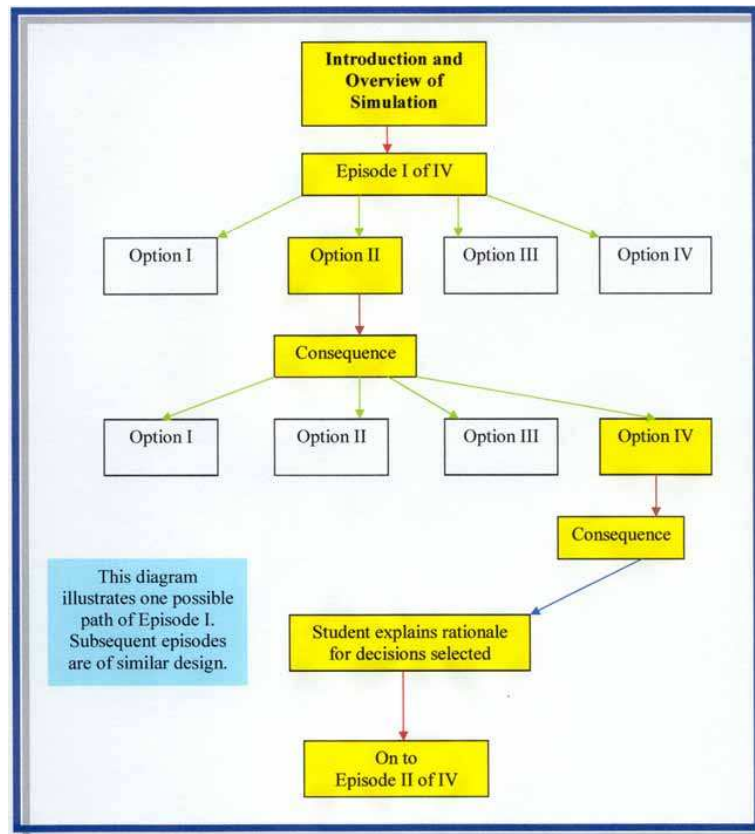 Introduction and
Overview of
Simulation
Episode I of IV
Option I
Option II
Option III
Option IV
Consequence
Option I
Option II
Option III
Option IV
Consequence
This diagram
illustrates one possible
path of Episode I.
Subsequent episodes
are of similar design.
Student explains rationale
for decisions selected
On to
Episode II of IV